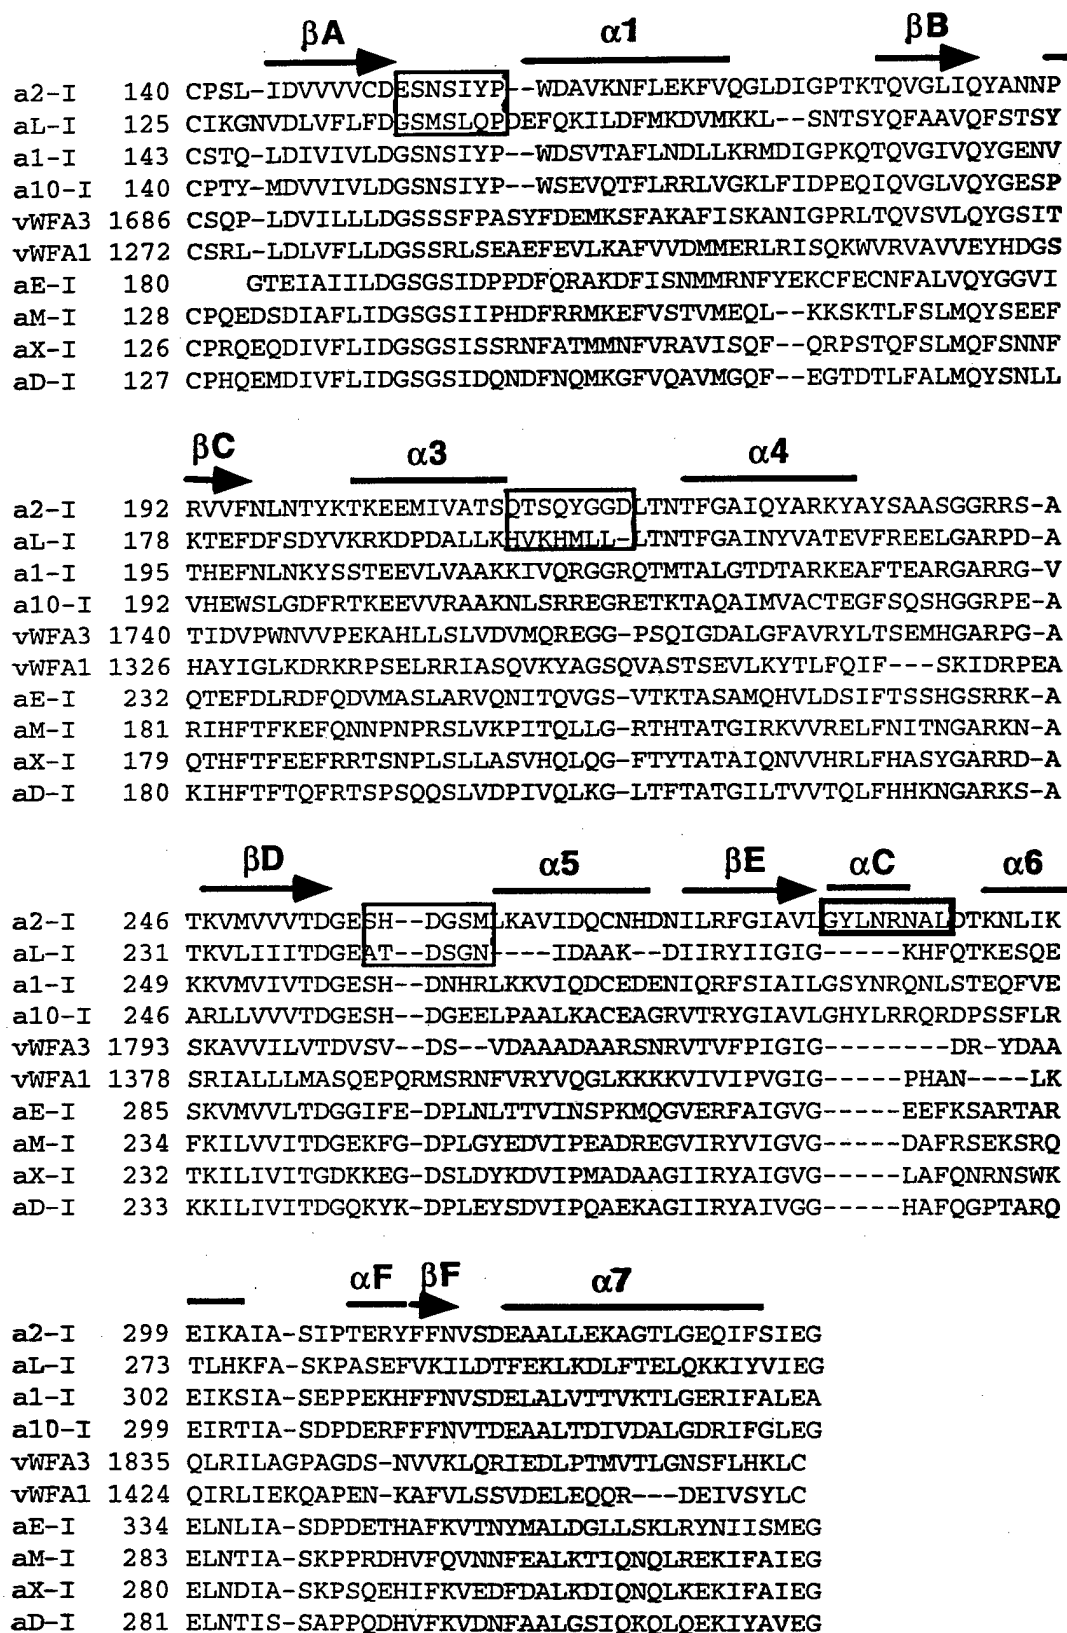 βA α1 βB
a2-I 140 CPSL-IDVVVVCDESNSIYP--WDAVKNFLEKFVQGLDIGPTKTQVGLIQYANNP
aL-I 125 CIKGNVDLVFLFDGSMSLQPDEFQKILDFMKDVMKKL--SNTSYQFAAVQFSTSY
a1-I 143 CSTQ-LDIVIVLDGSNSIYP--WDSVTAFLNDLLKRMDIGPKQTQVGIVQYGENV
a10-I 140 CPTY-MDVVIVLDGSNSIYP--WSEVQTFLRRLVGKLFIDPEQIQVGLVQYGESP
vWFA3 1686 CSQP-LDVILLLDGSSSFPASYFDEMKSFAKAFISKANIGPRLTQVSVLQYGSIT
vWFA1 1272 CSRL-LDLVFLLDGSSRLSEAEFEVLKAFVVDMMERLRISQKWVRVAVVEYHDGS
aE-I 180 GTEIAIILDGSGSIDPPDFQRAKDFISNMMRNFYEKCFECNFALVQYGGVI
aM-I 128 CPQEDSDIAFLIDGSGSIIPHDFRRMKEFVSTVMEQL--KKSKTLFSLMQYSEEF
aX-I 126 CPRQEQDIVFLIDGSGSISSRNFATMMNFVRAVISQF--QRPSTQFSLMQFSNNF
aD-I 127 CPHQEMDIVFLIDGSGSIDQNDFNQMKGFVQAVMGQF--EGTDTLFALMQYSNLL
βC α3 α4
a2-I 192 RVVFNLNTYKTKEEMIVATSQTSQYGGDLTNTFGAIQYARKYAYSAASGGRRS-A
aL-I 178 KTEFDFSDYVKRKDPDALLKHVKHMLL-LTNTFGAINYVATEVFREELGARPD-A
a1-I 195 THEFNLNKYSSTEEVLVAAKKIVQRGGRQTMTALGTDTARKEAFTEARGARRG-V
a10-I 192 VHEWSLGDFRTKEEVVRAAKNLSRREGRETKTAQAIMVACTEGFSQSHGGRPE-A
vWFA3 1740 TIDVPWNVVPEKAHLLSLVDVMQREGG-PSQIGDALGFAVRYLTSEMHGARPG-A
vWFA1 1326 HAYIGLKDRKRPSELRRIASQVKYAGSQVASTSEVLKYTLFQIF---SKIDRPEA
aE-I 232 QTEFDLRDFQDVMASLARVQNITQVGS-VTKTASAMQHVLDSIFTSSHGSRRK-A
aM-I 181 RIHFTFKEFQNNPNPRSLVKPITQLLG-RTHTATGIRKVVRELFNITNGARKN-A
aX-I 179 QTHFTFEEFRRTSNPLSLLASVHQLQG-FTYTATAIQNVVHRLFHASYGARRD-A
aD-I 180 KIHFTFTQFRTSPSQQSLVDPIVQLKG-LTFTATGILTVVTQLFHHKNGARKS-A
βD α5 βE αC α6
a2-I 246 TKVMVVVTDGESH--DGSMLKAVIDQCNHDNILRFGIAVLGYLNRNALDTKNLIK
aL-I 231 TKVLIIITDGEAT--DSGN----IDAAK--DIIRYIIGIG-----KHFQTKESQE
a1-I 249 KKVMVIVTDGESH--DNHRLKKVIQDCEDENIQRFSIAILGSYNRQNLSTEQFVE
a10-I 246 ARLLVVVTDGESH--DGEELPAALKACEAGRVTRYGIAVLGHYLRRQRDPSSFLR
vWFA3 1793 SKAVVILVTDVSV--DS--VDAAADAARSNRVTVFPIGIG--------DR-YDAA
vWFA1 1378 SRIALLLMASQEPQRMSRNFVRYVQGLKKKKVIVIPVGIG-----PHAN----LK
aE-I 285 SKVMVVLTDGGIFE-DPLNLTTVINSPKMQGVERFAIGVG-----EEFKSARTAR
aM-I 234 FKILVVITDGEKFG-DPLGYEDVIPEADREGVIRYVIGVG-----DAFRSEKSRQ
aX-I 232 TKILIVITGDKKEG-DSLDYKDVIPMADAAGIIRYAIGVG-----LAFQNRNSWK
aD-I 233 KKILIVITDGQKYK-DPLEYSDVIPQAEKAGIIRYAIVGG-----HAFQGPTARQ
αF βF α7
a2-I 299 EIKAIA-SIPTERYFFNVSDEAALLEKAGTLGEQIFSIEG
aL-I 273 TLHKFA-SKPASEFVKILDTFEKLKDLFTELQKKIYVIEG
a1-I 302 EIKSIA-SEPPEKHFFNVSDELALVTTVKTLGERIFALEA
a10-I 299 EIRTIA-SDPDERFFFNVTDEAALTDIVDALGDRIFGLEG
vWFA3 1835 QLRILAGPAGDS-NVVKLQRIEDLPTMVTLGNSFLHKLC
vWFA1 1424 QIRLIEKQAPEN-KAFVLSSVDELEQQR---DEIVSYLC
aE-I 334 ELNLIA-SDPDETHAFKVTNYMALDGLLSKLRYNIISMEG
aM-I 283 ELNTIA-SKPPRDHVFQVNNFEALKTIQNQLREKIFAIEG
aX-I 280 ELNDIA-SKPSQEHIFKVEDFDALKDIQNQLKEKIFAIEG
aD-I 281 ELNTIS-SAPPQDHVFKVDNFAALGSIQKQLQEKIYAVEG